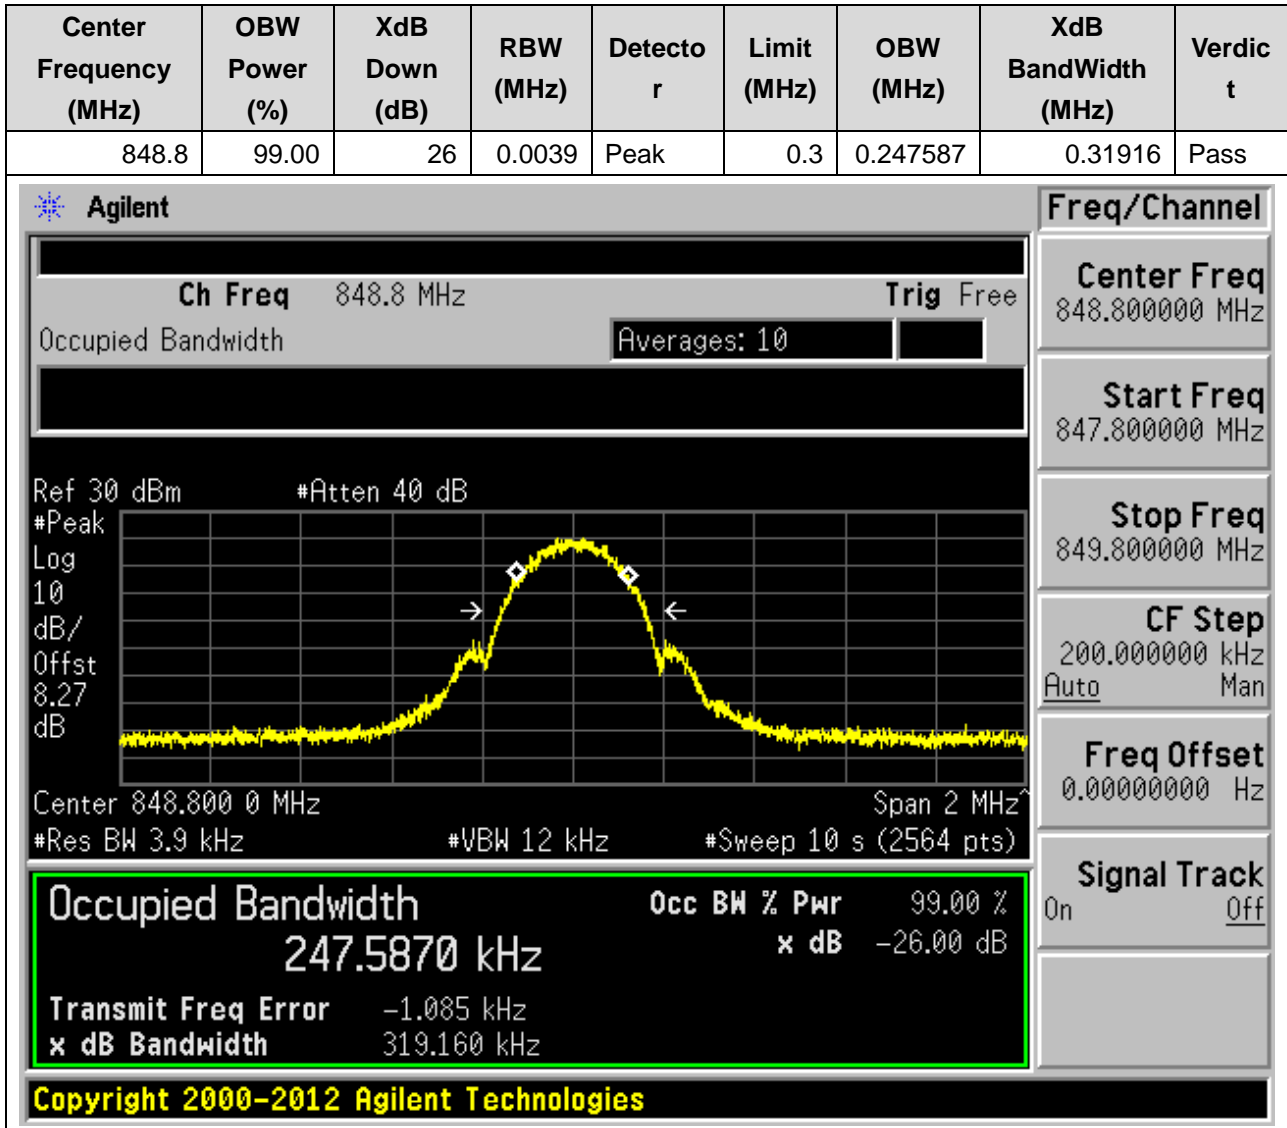 Center Frequency (MHz) OBW Power (%) XdB Down (dB) RBW (MHz) Detecto r Limit (MHz) OBW (MHz) XdB BandWidth (MHz) Verdic t
848.8 99.00 26 0.0039 Peak 0.3 0.247587 0.31916 Pass
Agilent
Freq/Channel
Ch Freq 848.8 MHz Trig Free
Occupied Bandwidth Averages: 10
Center Freq
848.800000 MHz
Start Freq
847.800000 MHz
Stop Freq
849.800000 MHz
CF Step
200.000000 kHz
Auto Man
Freq Offset
0.00000000 Hz
Signal Track
On Off
Ref 30 dBm #Atten 40 dB
#Peak
Log
10
dB/
Offst
8.27
dB
Center 848.800 0 MHz Span 2 MHz^
#Res BW 3.9 kHz #VBW 12 kHz #Sweep 10 s (2564 pts)
Occupied Bandwidth
247.5870 kHz
Occ BW % Pwr 99.00 %
x dB -26.00 dB
Transmit Freq Error -1.085 kHz
x dB Bandwidth 319.160 kHz
Copyright 2000-2012 Agilent Technologies